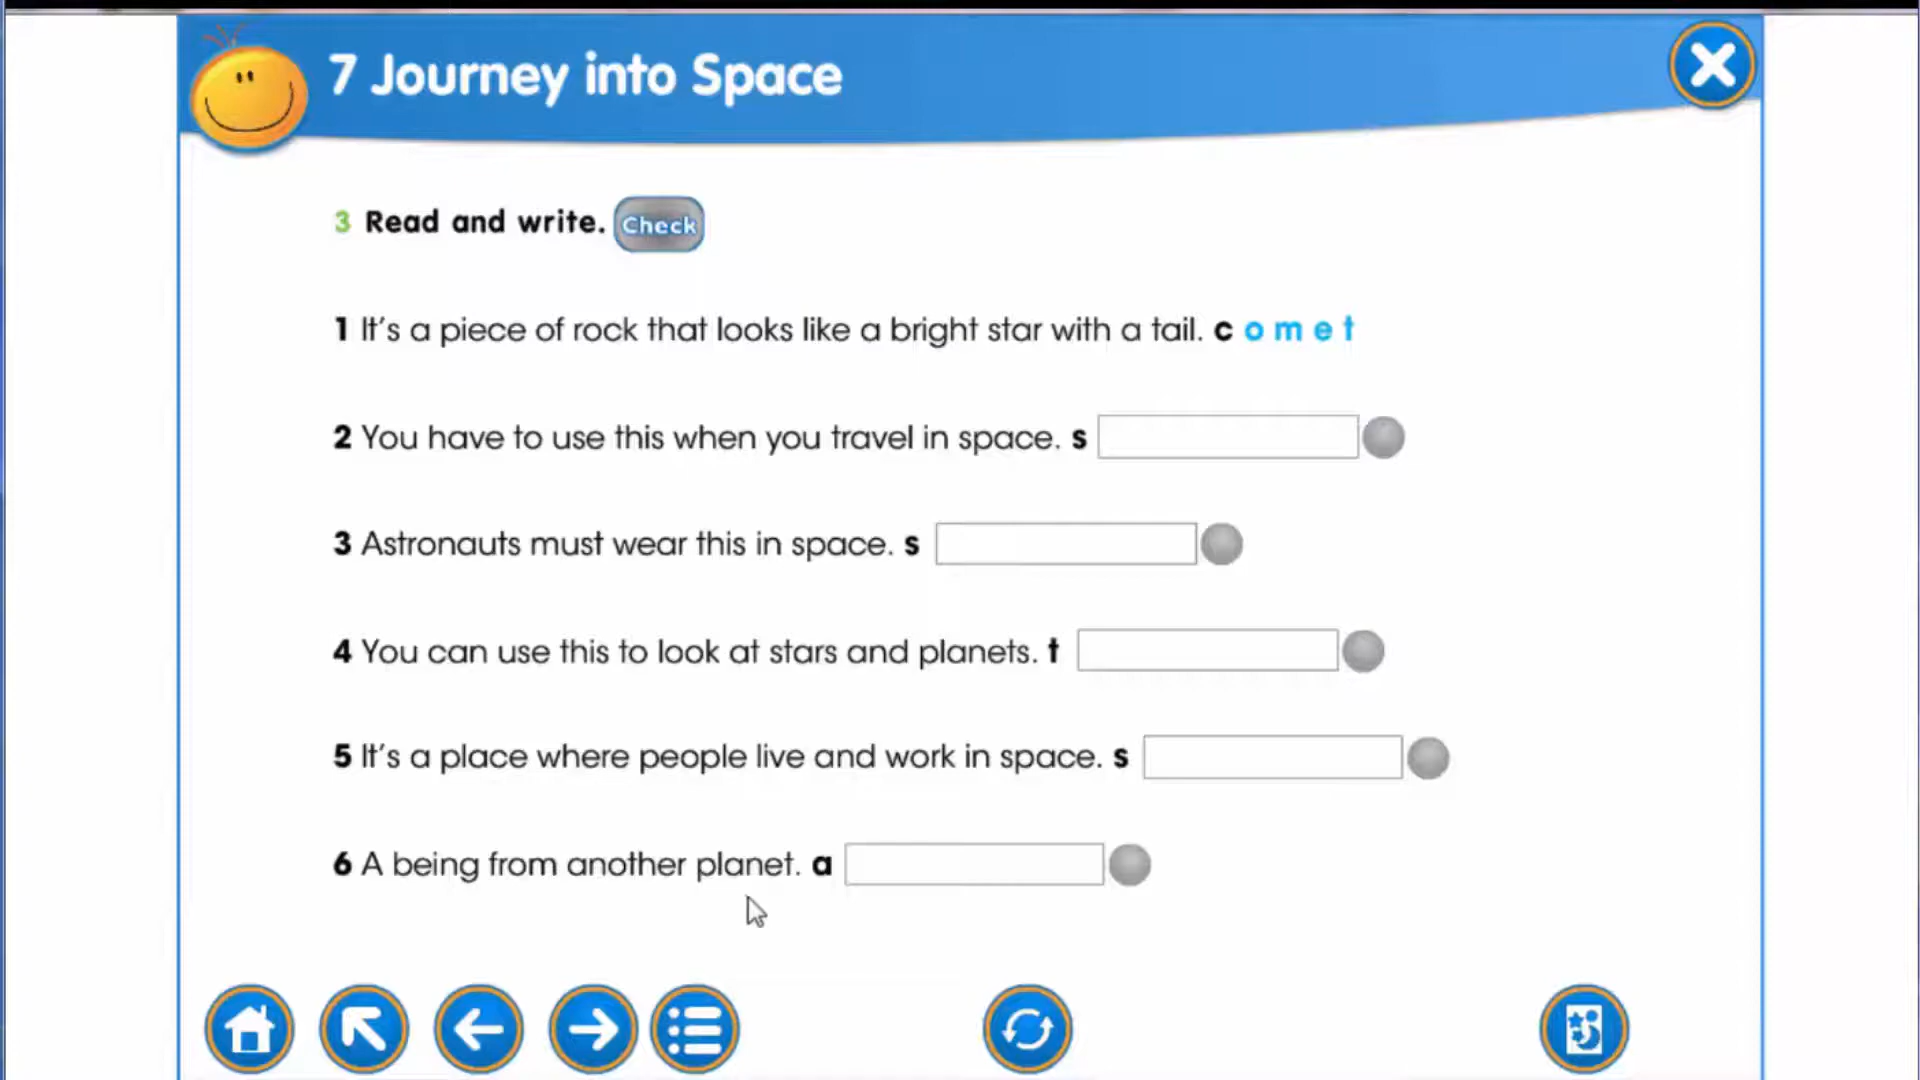 7 Journey into Space
3 Read and write. Check
1 It's a piece of rock that looks like a bright star with a tail. c o m e t
2 You have to use this when you travel in space. s
3 Astronauts must wear this in space. s
4 You can use this to look at stars and planets. t
5 It's a place where people live and work in space. s
6 A being from another planet. a